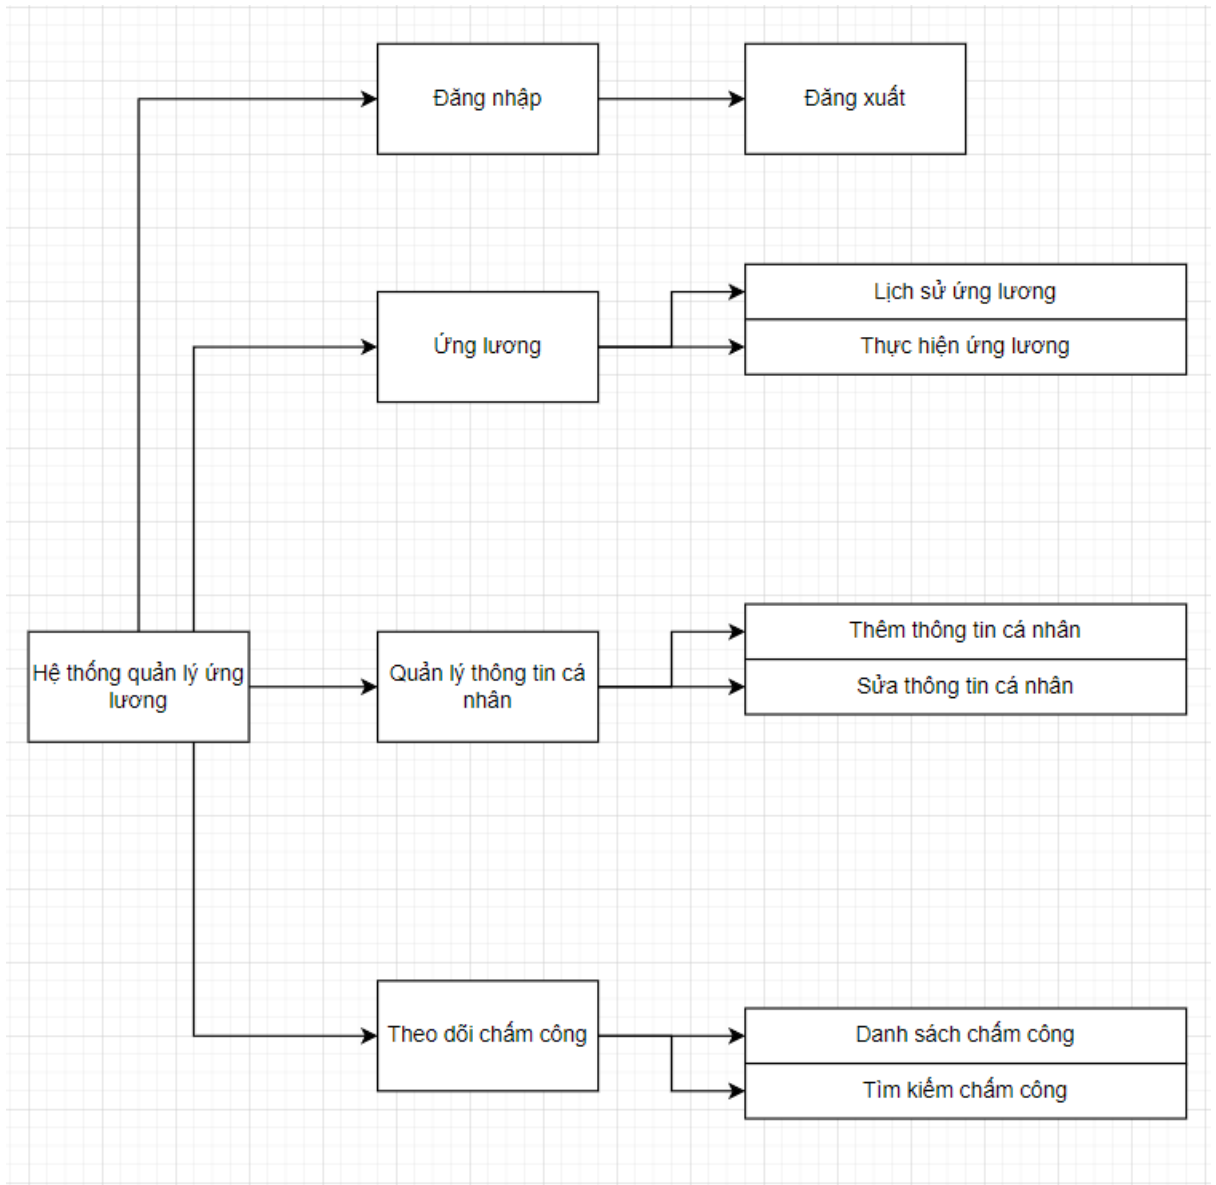 Đăng nhập
Đăng xuất
Ứng lương
Lịch sử ứng lương
Thực hiện ứng lương
Hệ thống quản lý ứng
lương
Quản lý thông tin cá
nhân
Thêm thông tin cá nhân
Sửa thông tin cá nhân
Theo dõi chấm công
Danh sách chấm công
Tìm kiếm chấm công